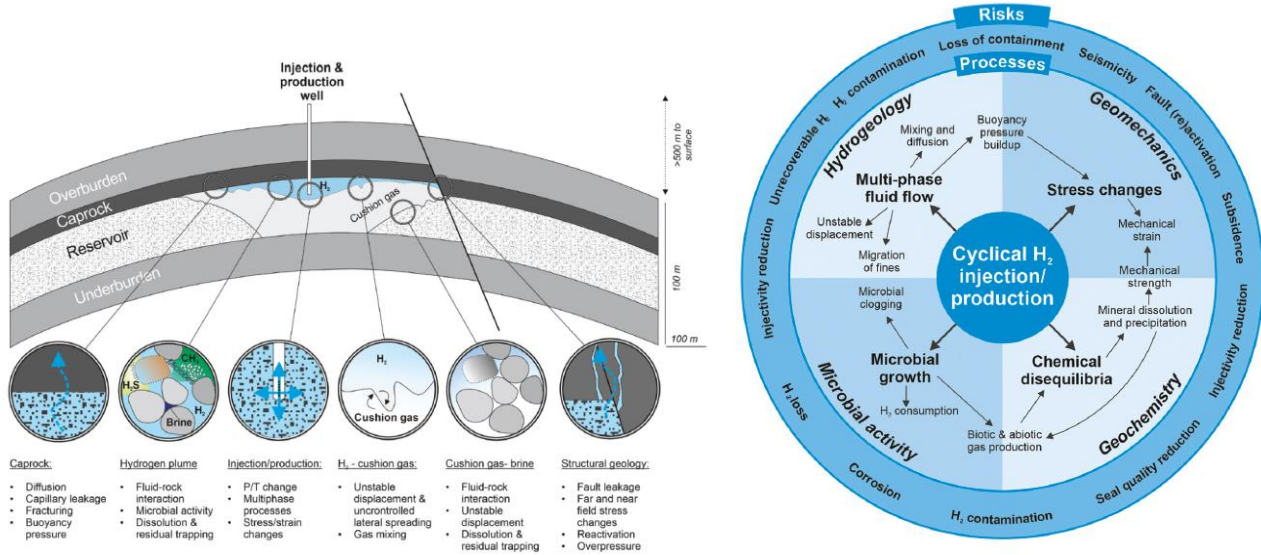 Injection &
production
well
>500 m to
surface
Overburden
Caprock
Reservoir
Underburden
H₂
Cushion gas
100 m
100 m
H₂S
CH₄
H₂
Brine
H₂
Cushion gas
Caprock:
• Diffusion
• Capillary leakage
• Fracturing
• Buoyancy
pressure
Hydrogen plume
• Fluid-rock
interaction
• Microbial activity
• Dissolution &
residual trapping
Injection/production:
• P/T change
• Multiphase
processes
• Stress/strain
changes
H₂ - cushion gas:
• Unstable
displacement &
uncontrolled
lateral spreading
• Gas mixing
Cushion gas- brine
• Fluid-rock
interaction
• Unstable
displacement
• Dissolution &
residual trapping
Structural geology:
• Fault leakage
• Far and near
field stress
changes
• Reactivation
• Overpressure
Risks
Loss of containment
Seismicity
Fault (re)activation
Subsidence
Injectivity reduction
Seal quality reduction
H₂ contamination
Corrosion
H₂ loss
Injectivity reduction
Unrecoverable H₂
H₂ contamination
Processes
Hydrogeology
Mixing and
diffusion
Buoyancy
pressure
buildup
Multi-phase
fluid flow
Unstable
displacement
Migration
of fines
Geomechanics
Stress changes
Mechanical
strain
Mechanical
strength
Cyclical H₂
injection/
production
Microbial
clogging
Microbial
growth
H₂ consumption
Microbial activity
Mineral dissolution
and precipitation
Chemical
disequilibria
Biotic & abiotic
gas production
Geochemistry